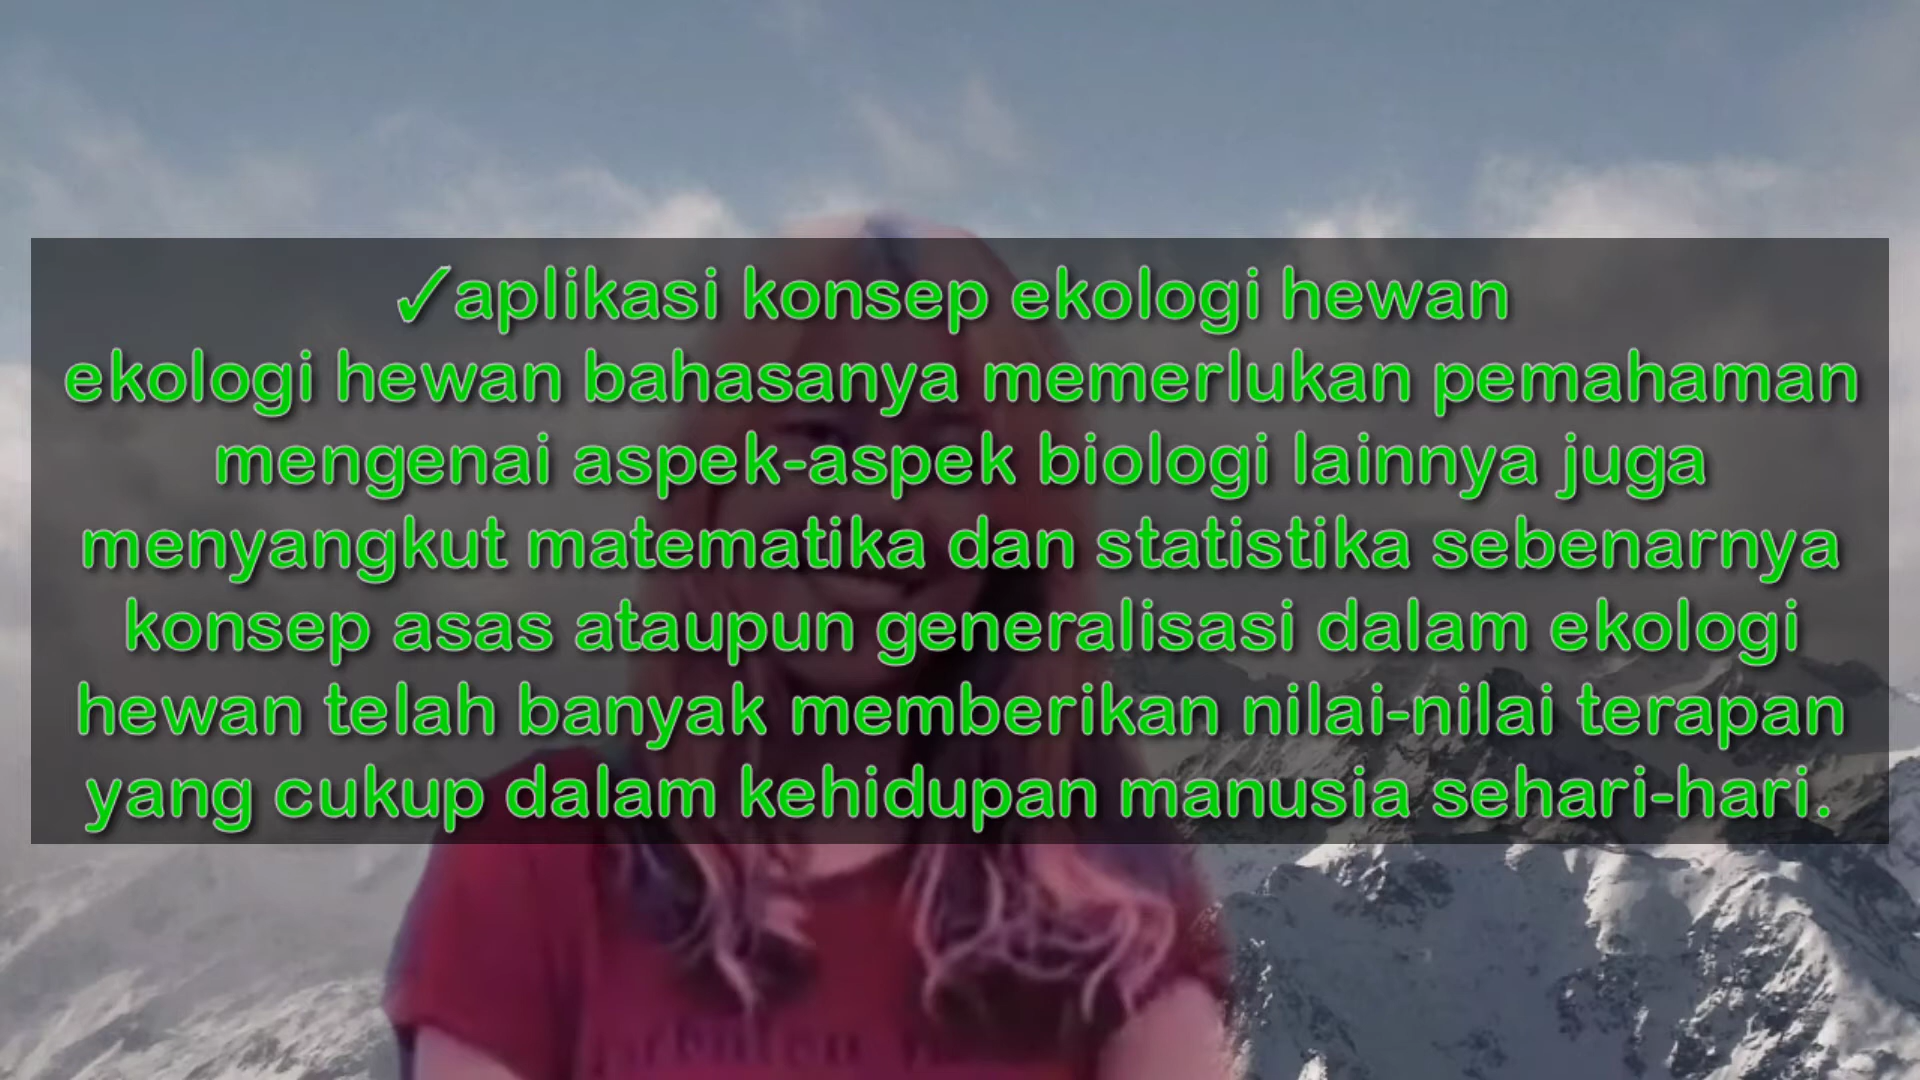 ✓aplikasi konsep ekologi hewan
ekologi hewan bahasanya memerlukan pemahaman
mengenai aspek-aspek biologi lainnya juga
menyangkut matematika dan statistika sebenarnya
konsep asas ataupun generalisasi dalam ekologi
hewan telah banyak memberikan nilai-nilai terapan
yang cukup dalam kehidupan manusia sehari-hari.